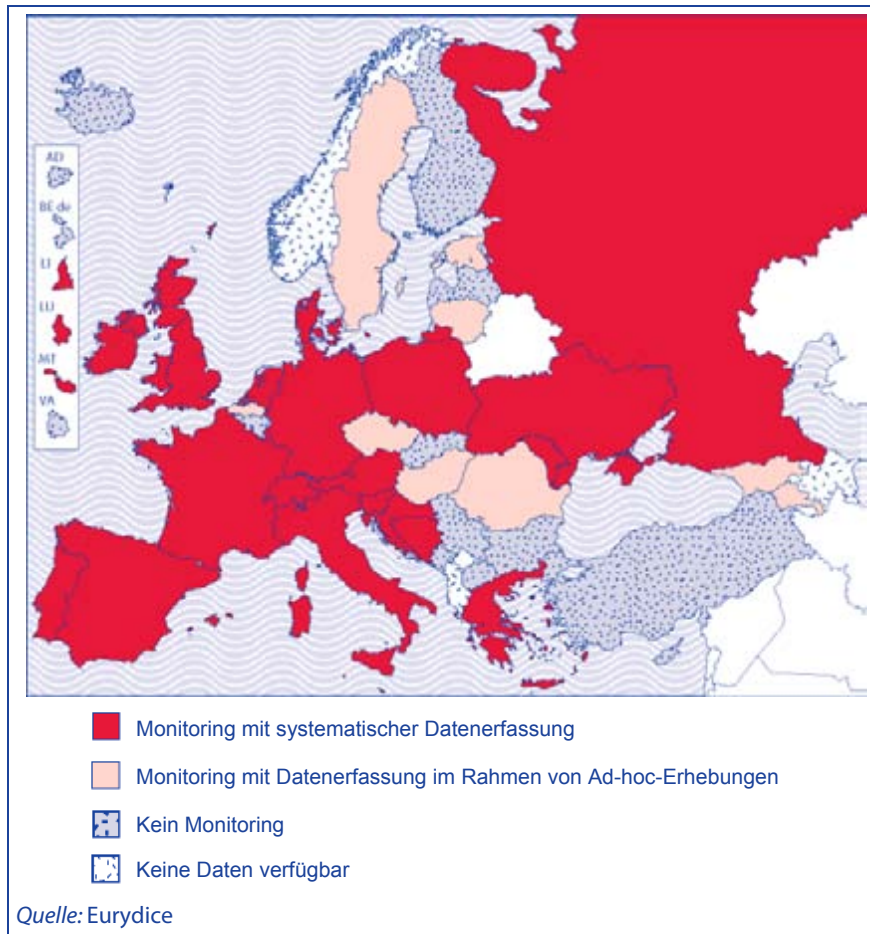 AD
BE de
LI
LU
MT
VA
Monitoring mit systematischer Datenerfassung
Monitoring mit Datenerfassung im Rahmen von Ad-hoc-Erhebungen
Kein Monitoring
Keine Daten verfügbar
Quelle: Eurydice